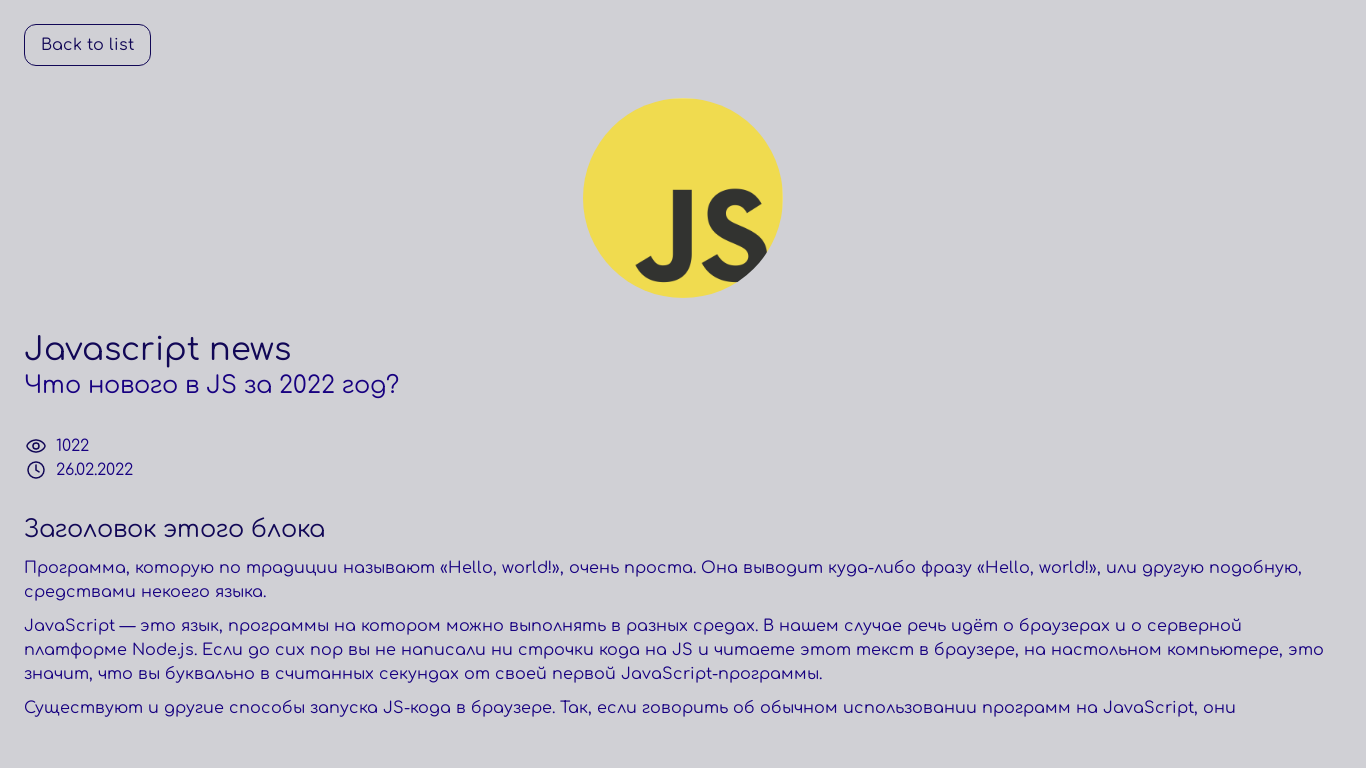 Back to list
JS
Javascript news
Что нового в JS за 2022 год?
1022
26.02.2022
Заголовок этого блока
Программа, которую по традиции называют «Hello, world!», очень проста. Она выводит куда-либо фразу «Hello, world!», или другую подобную,
средствами некоего языка.
JavaScript — это язык, программы на котором можно выполнять в разных средах. В нашем случае речь идёт о браузерах и о серверной
платформе Node.js. Если до сих пор вы не написали ни строчки кода на JS и читаете этот текст в браузере, на настольном компьютере, это
значит, что вы буквально в считанных секундах от своей первой JavaScript-программы.
Существуют и другие способы запуска JS-кода в браузере. Так, если говорить об обычном использовании программ на JavaScript, они